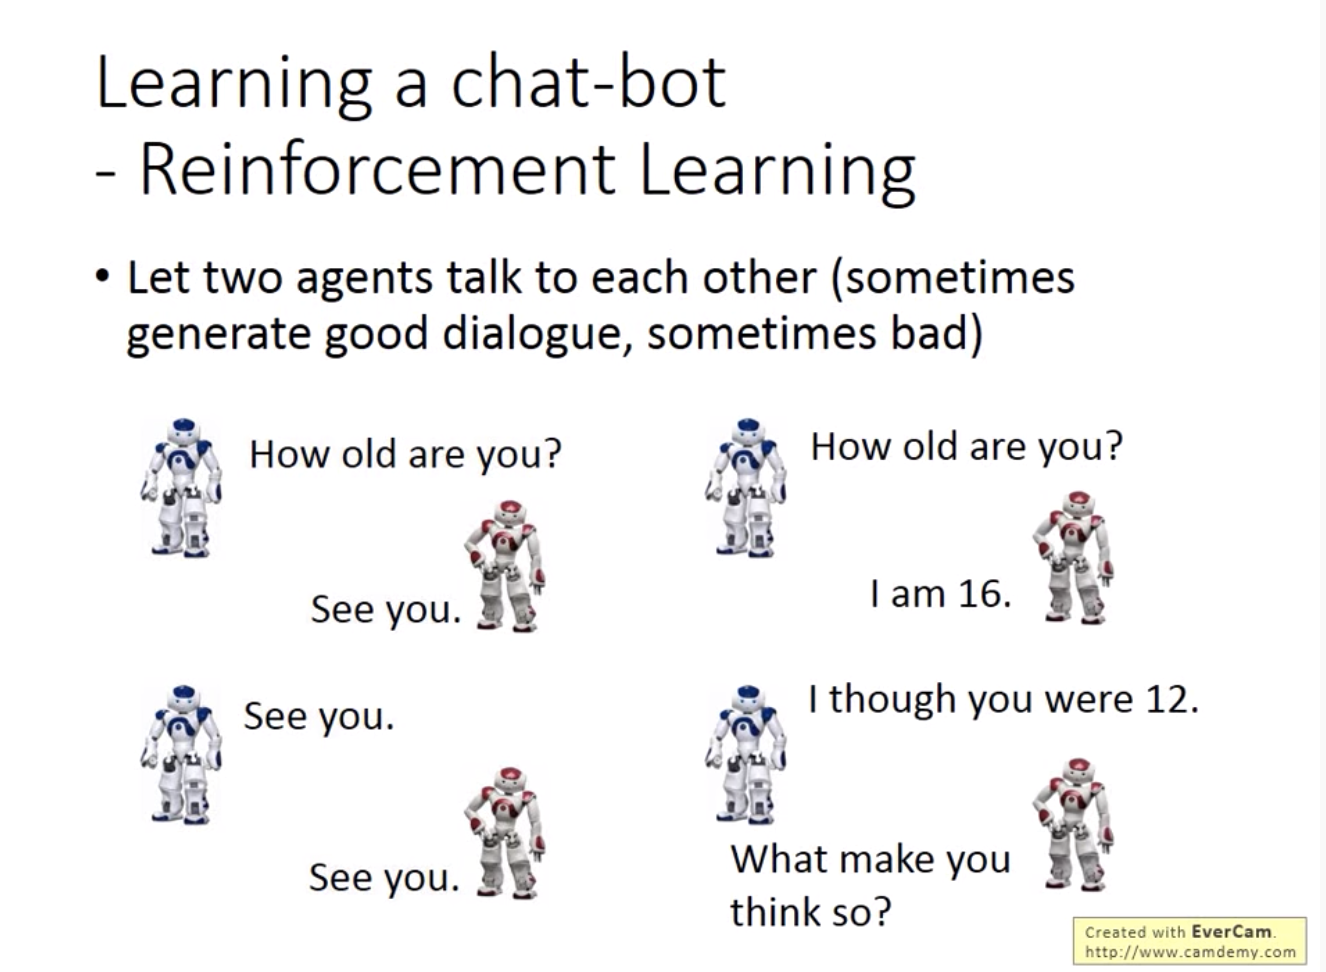 Learning a chat-bot
- Reinforcement Learning
• Let two agents talk to each other (sometimes
generate good dialogue, sometimes bad)
How old are you?
See you.
See you.
See you.
How old are you?
I am 16.
I though you were 12.
What make you
think so?
Created with EverCam.
http://www.camdemy.com